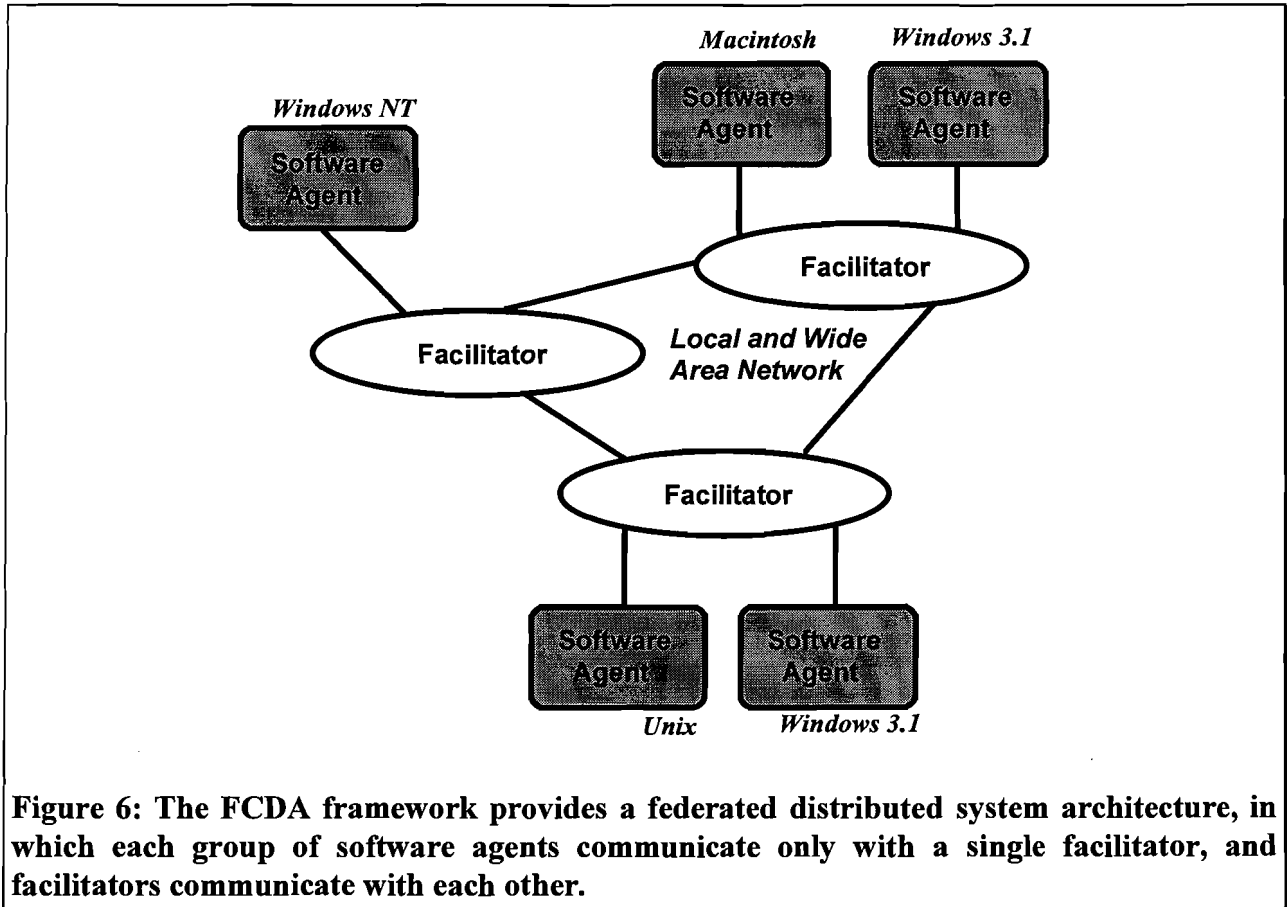 Macintosh
Windows 3.1
Windows NT
Software
Agent
Software
Agent
Software
Agent
Facilitator
Facilitator
Local and Wide
Area Network
Facilitator
Software
Agent
Software
Agent
Unix
Windows 3.1
Figure 6: The FCDA framework provides a federated distributed system architecture, in
which each group of software agents communicate only with a single facilitator, and
facilitators communicate with each other.